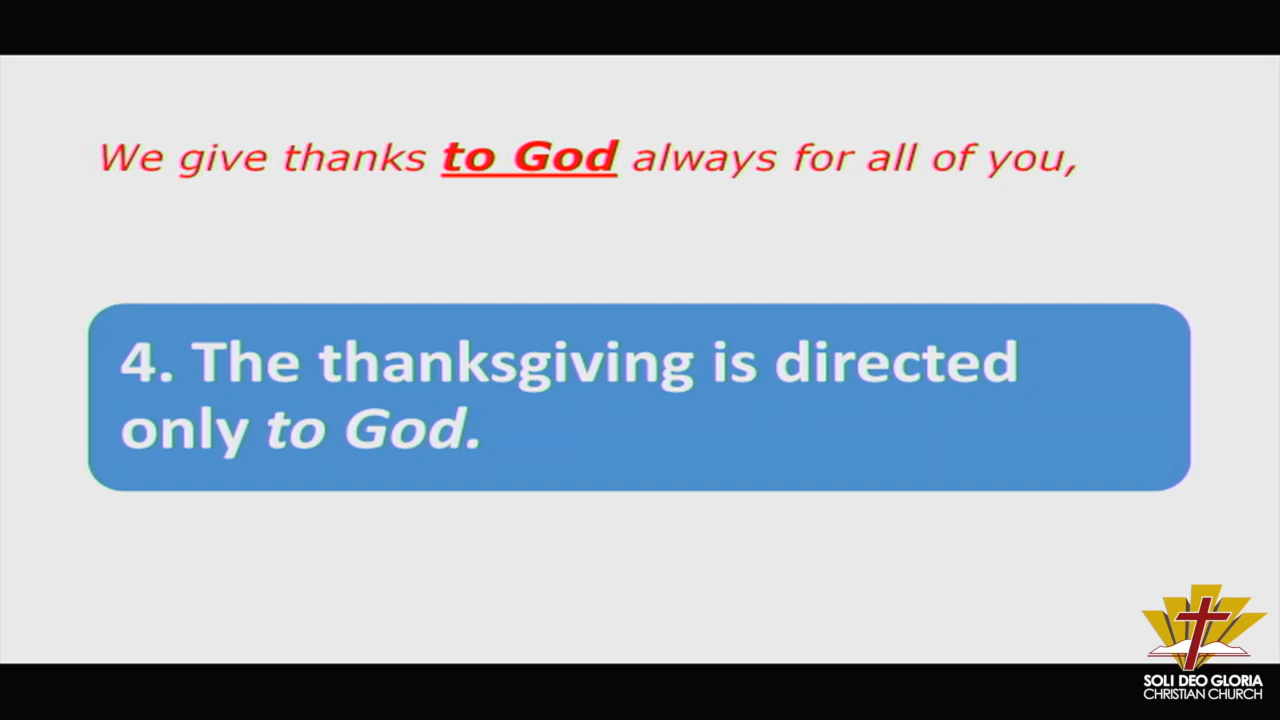 We give thanks to God always for all of you,
4. The thanksgiving is directed
only to God.
SOLI DEO GLORIA
CHRISTIAN CHURCH